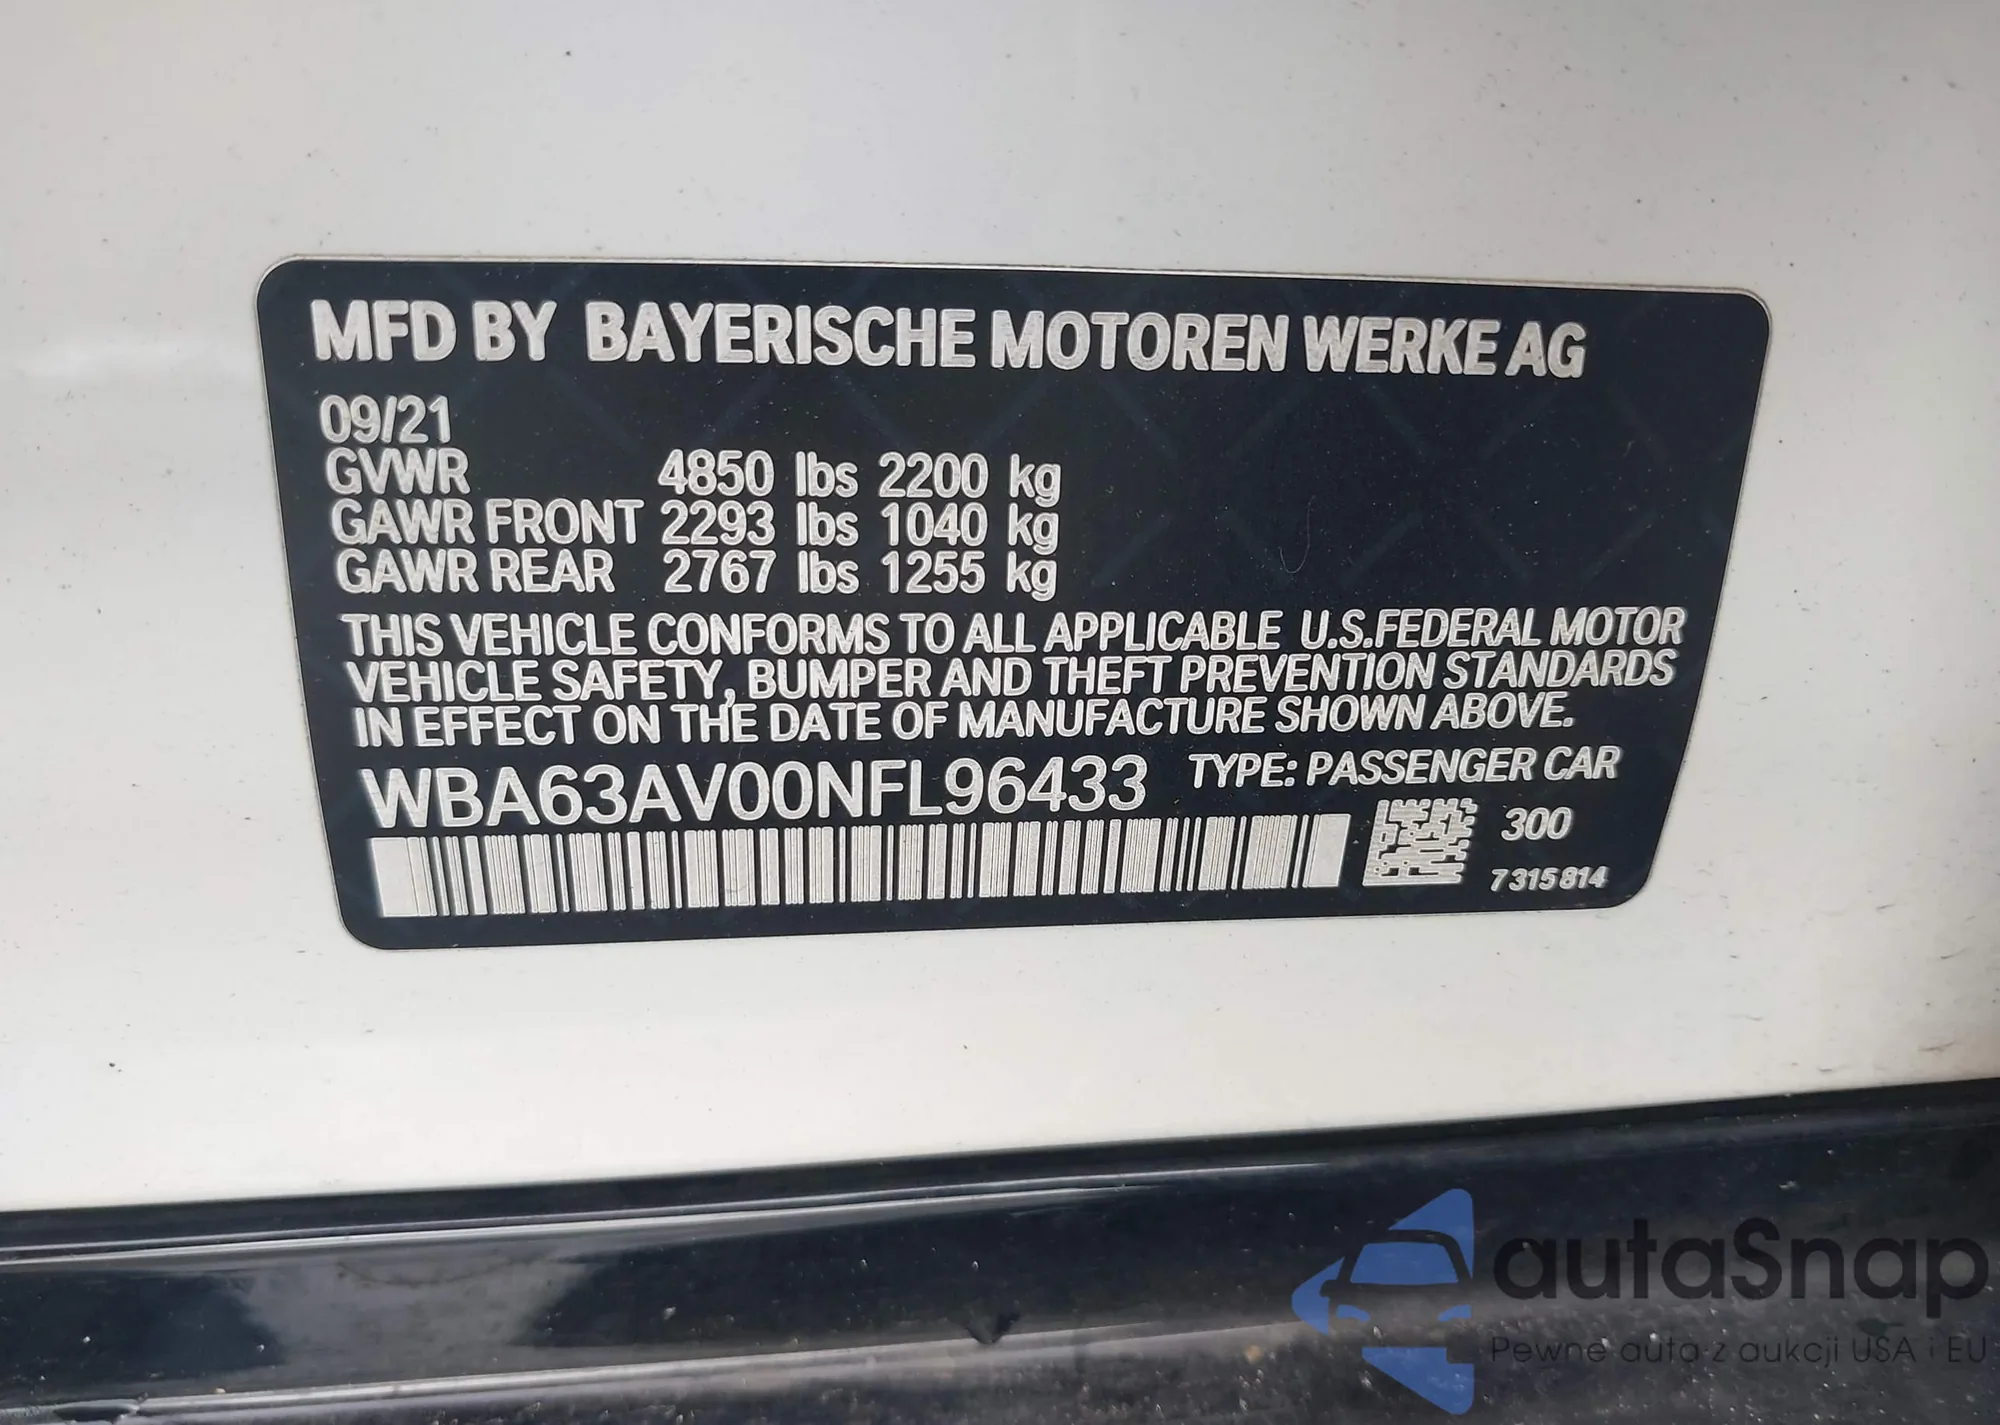 MFD BY BAYERISCHE MOTOREN WERKE AG
09/21
GVWR 4850 lbs 2200 kg
GAWR FRONT 2293 lbs 1040 kg
GAWR REAR 2767 lbs 1255 kg
THIS VEHICLE CONFORMS TO ALL APPLICABLE U.S.FEDERAL MOTOR
VEHICLE SAFETY, BUMPER AND THEFT PREVENTION STANDARDS
IN EFFECT ON THE DATE OF MANUFACTURE SHOWN ABOVE.
WBA63AV00NFL96433 TYPE: PASSENGER CAR
300
7315814
autaSnap
Pewne auta z aukcji USA i EU